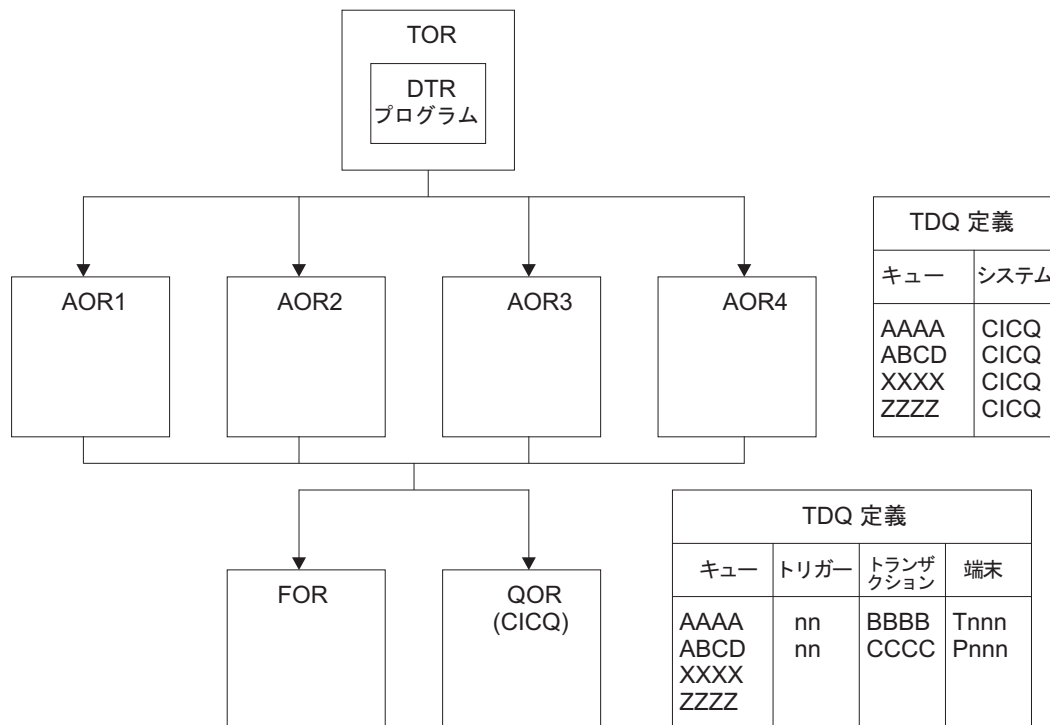 TOR
DTR
プログラム
AOR1
AOR2
AOR3
AOR4
TDQ 定義
キュー システム
AAAA CICQ
ABCD CICQ
XXXX CICQ
ZZZZ CICQ
FOR
QOR
(CICQ)
TDQ 定義
キュー トリガー トランザ
クション 端末
AAAA nn BBBB Tnnn
ABCD nn CCCC Pnnn
XXXX
ZZZZ